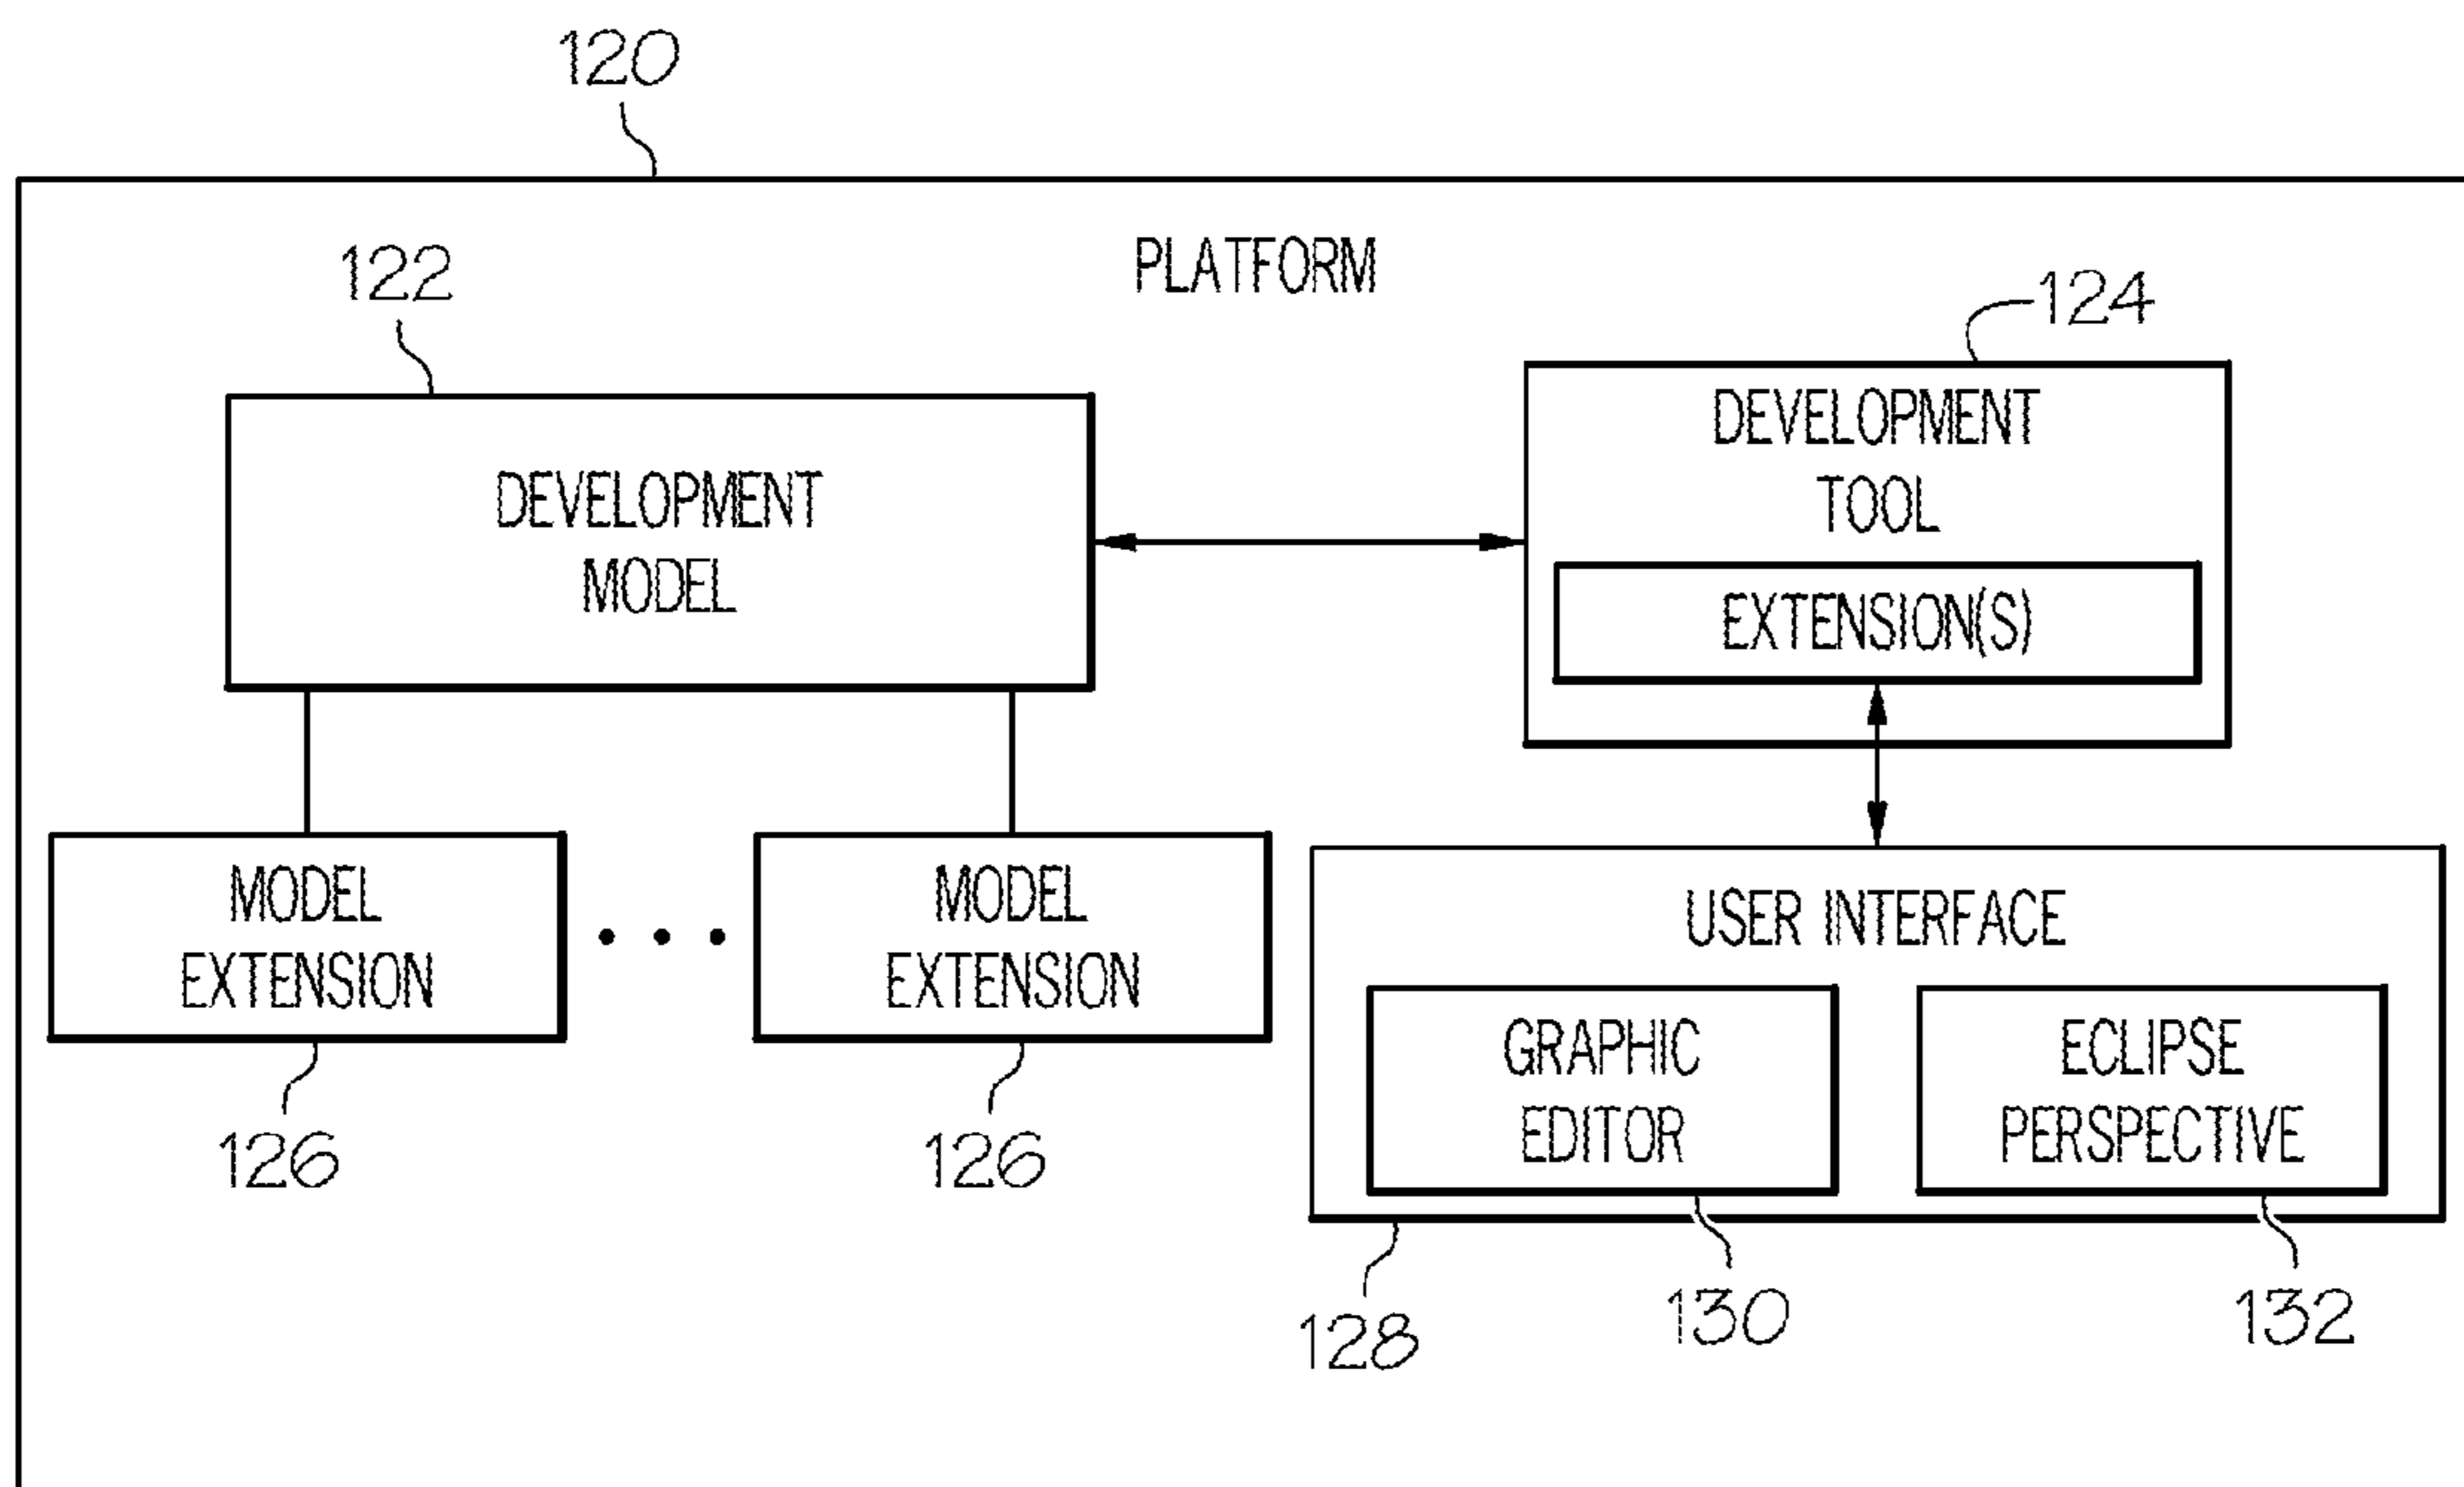 120
PLATFORM
122
124
DEVELOPMENT
MODEL
DEVELOPMENT
TOOL
EXTENSION(S)
MODEL
EXTENSION
• • •
MODEL
EXTENSION
126
126
USER INTERFACE
GRAPHIC
EDITOR
ECLIPSE
PERSPECTIVE
128
130
132